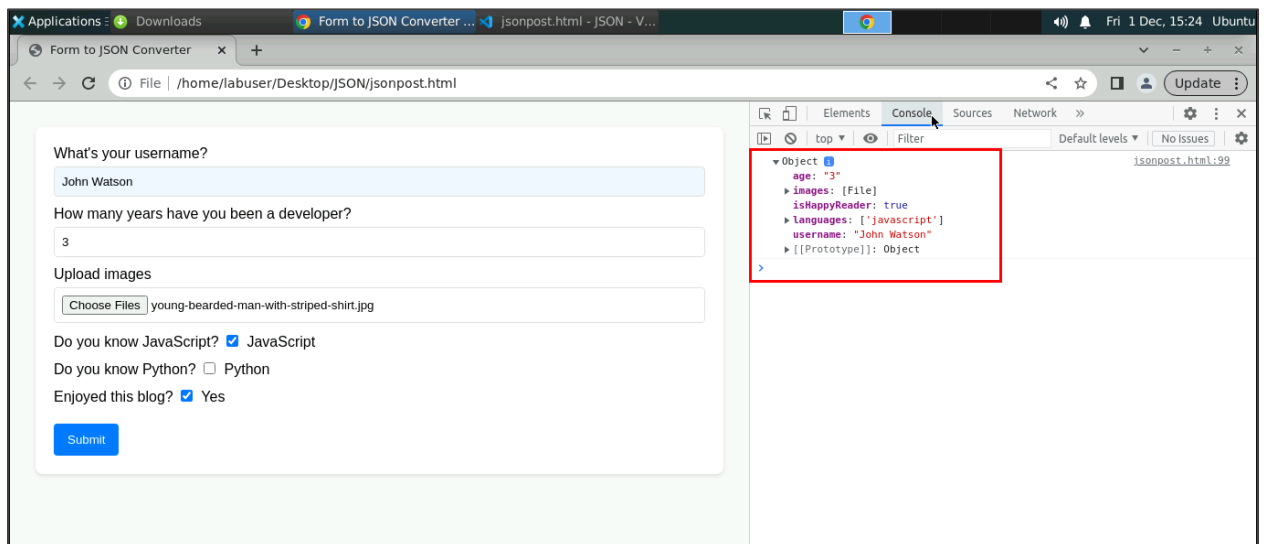 Applications
Downloads
Form to JSON Converter ...
jsonpost.html - JSON - V...
Fri 1 Dec, 15:24 Ubuntu
Form to JSON Converter
File | /home/labuser/Desktop/JSON/jsonpost.html
Update
What's your username?
John Watson
How many years have you been a developer?
3
Upload images
Choose Files young-bearded-man-with-striped-shirt.jpg
Do you know JavaScript? JavaScript
Do you know Python? Python
Enjoyed this blog? Yes
Submit
Elements Console Sources Network »
top ▼ Filter Default levels ▼ No Issues
▼Object i jsonpost.html:99
age: "3"
▶images: [File]
isHappyReader: true
▶languages: ['javascript']
username: "John Watson"
▶[[Prototype]]: Object
>